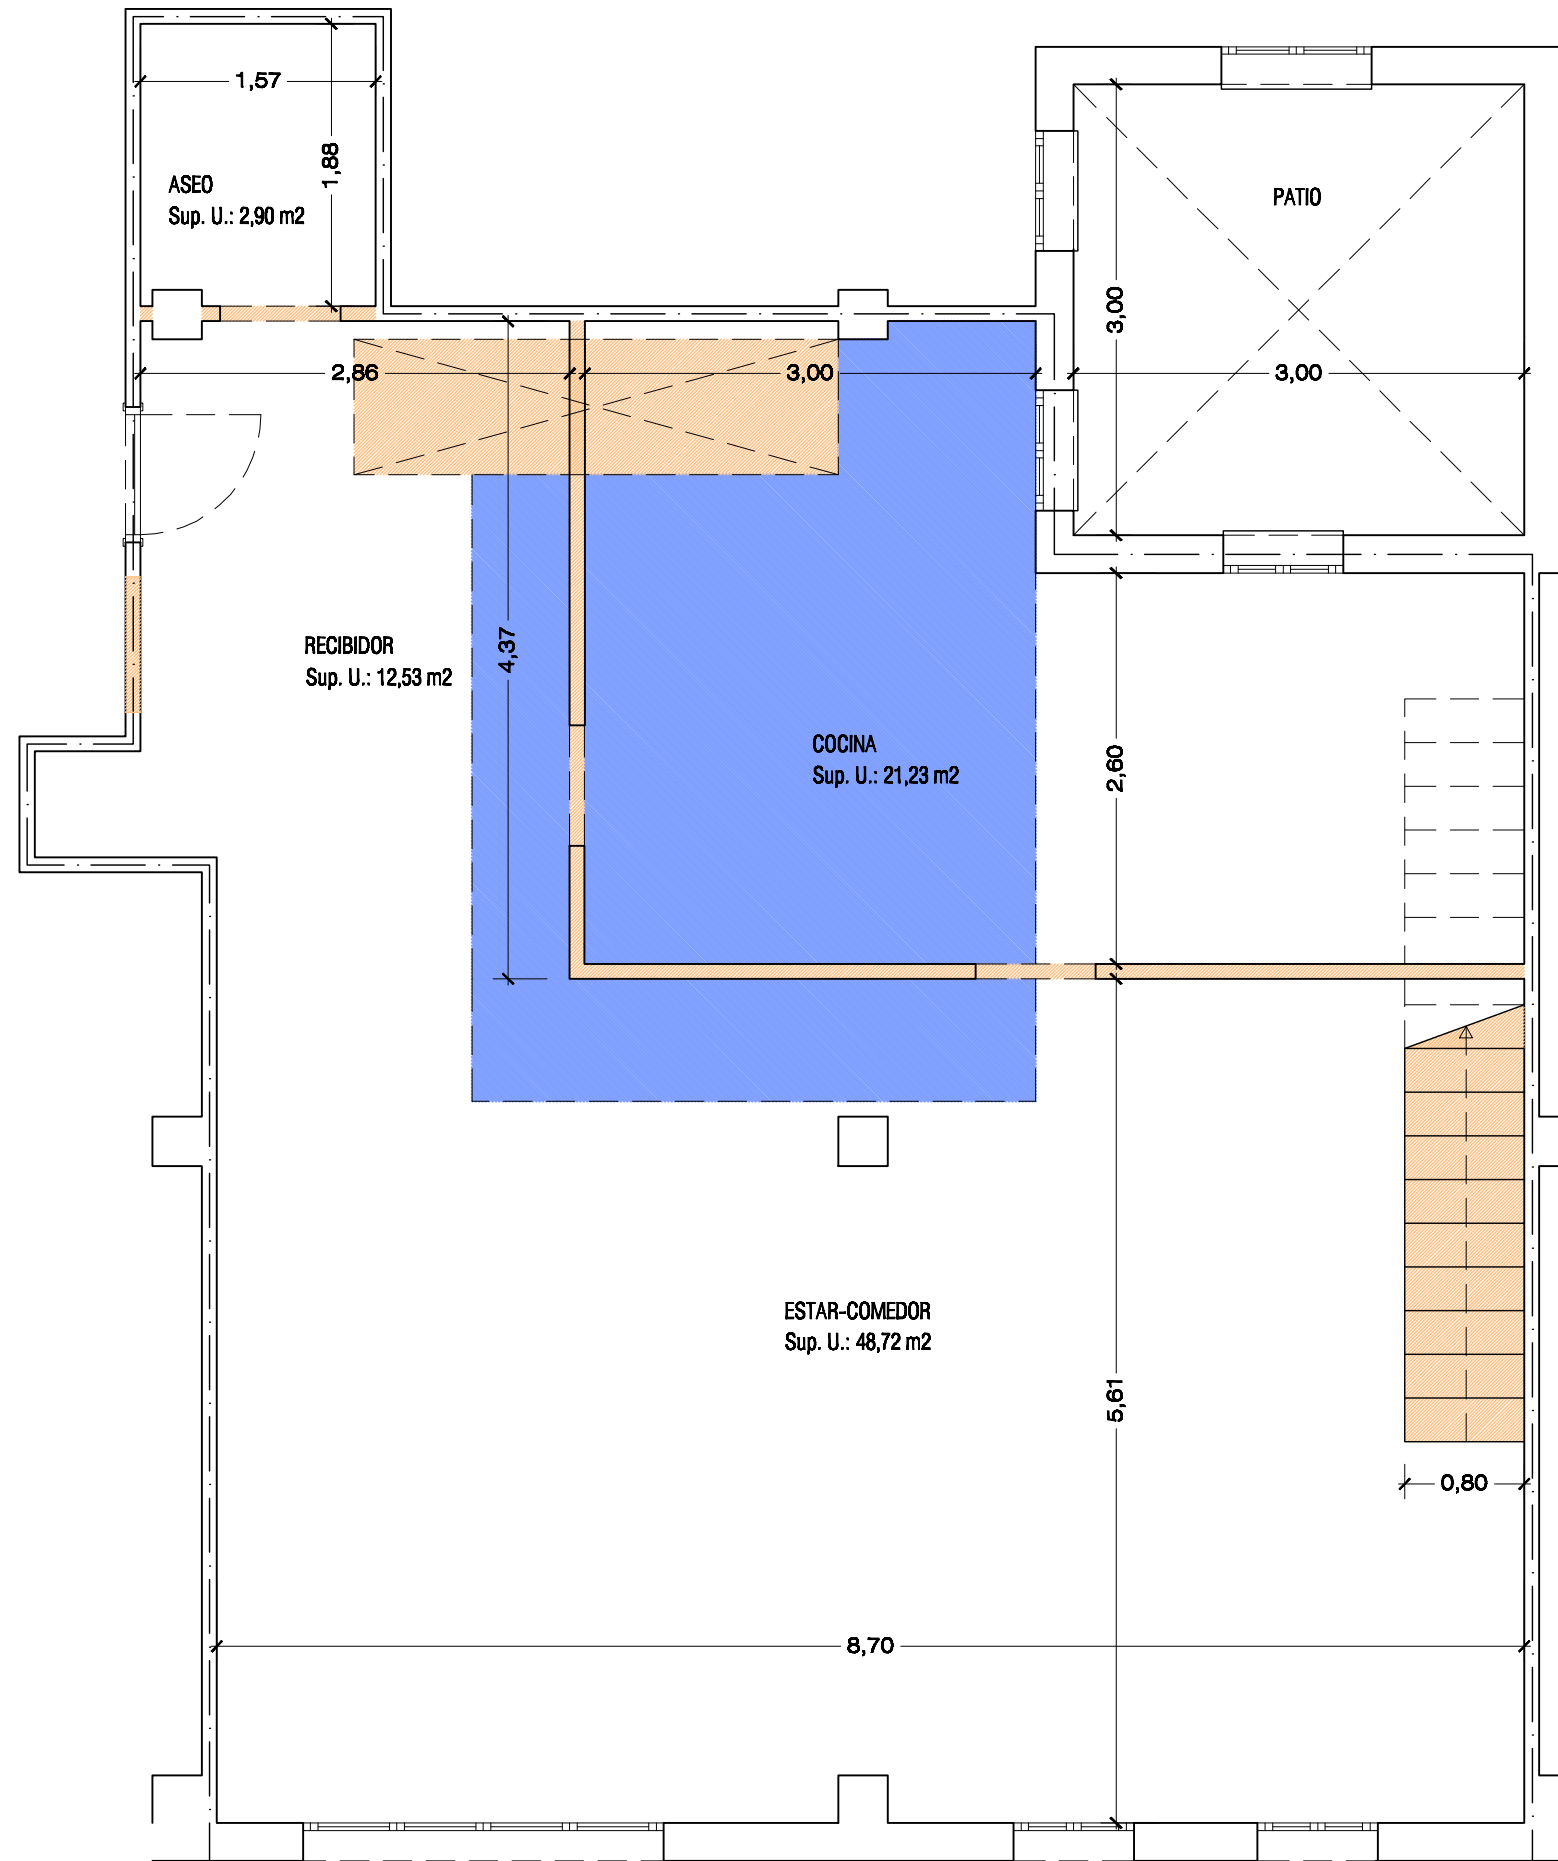 1,57
1,88
ASEO
Sup. U.: 2,90 m2
PATIO
3,00
2,86
3,00
3,00
RECIBIDOR
Sup. U.: 12,53 m2
4,37
COCINA
Sup. U.: 21,23 m2
2,60
ESTAR-COMEDOR
Sup. U.: 48,72 m2
5,61
0,80
8,70